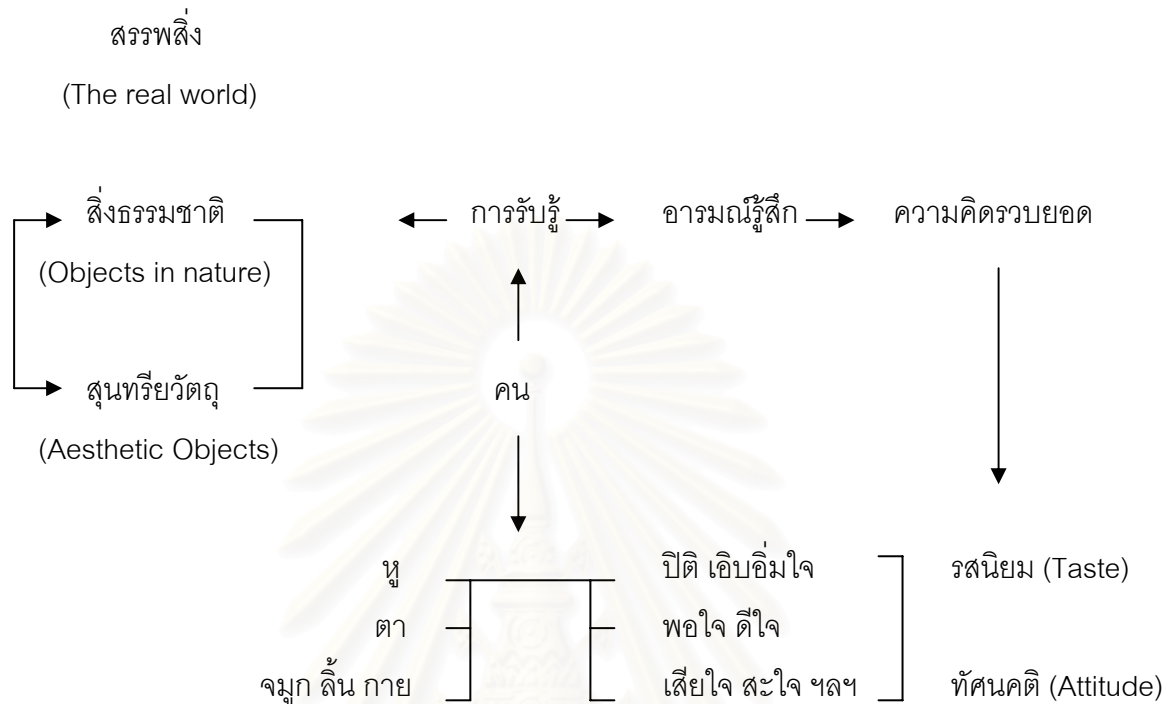 สรรพสิ่ง
(The real world)
สิ่งธรรมชาติ การรับรู้ อารมณ์รู้สึก ความคิดรวบยอด
(Objects in nature)
สุนทรียวัตถุ คน
(Aesthetic Objects)
หู ปิติ เอิบอิ่มใจ รสนิยม (Taste)
ตา พอใจ ดีใจ
จมูก ลิ้น กาย เสียใจ สะใจ ฯลฯ ทัศนคติ (Attitude)